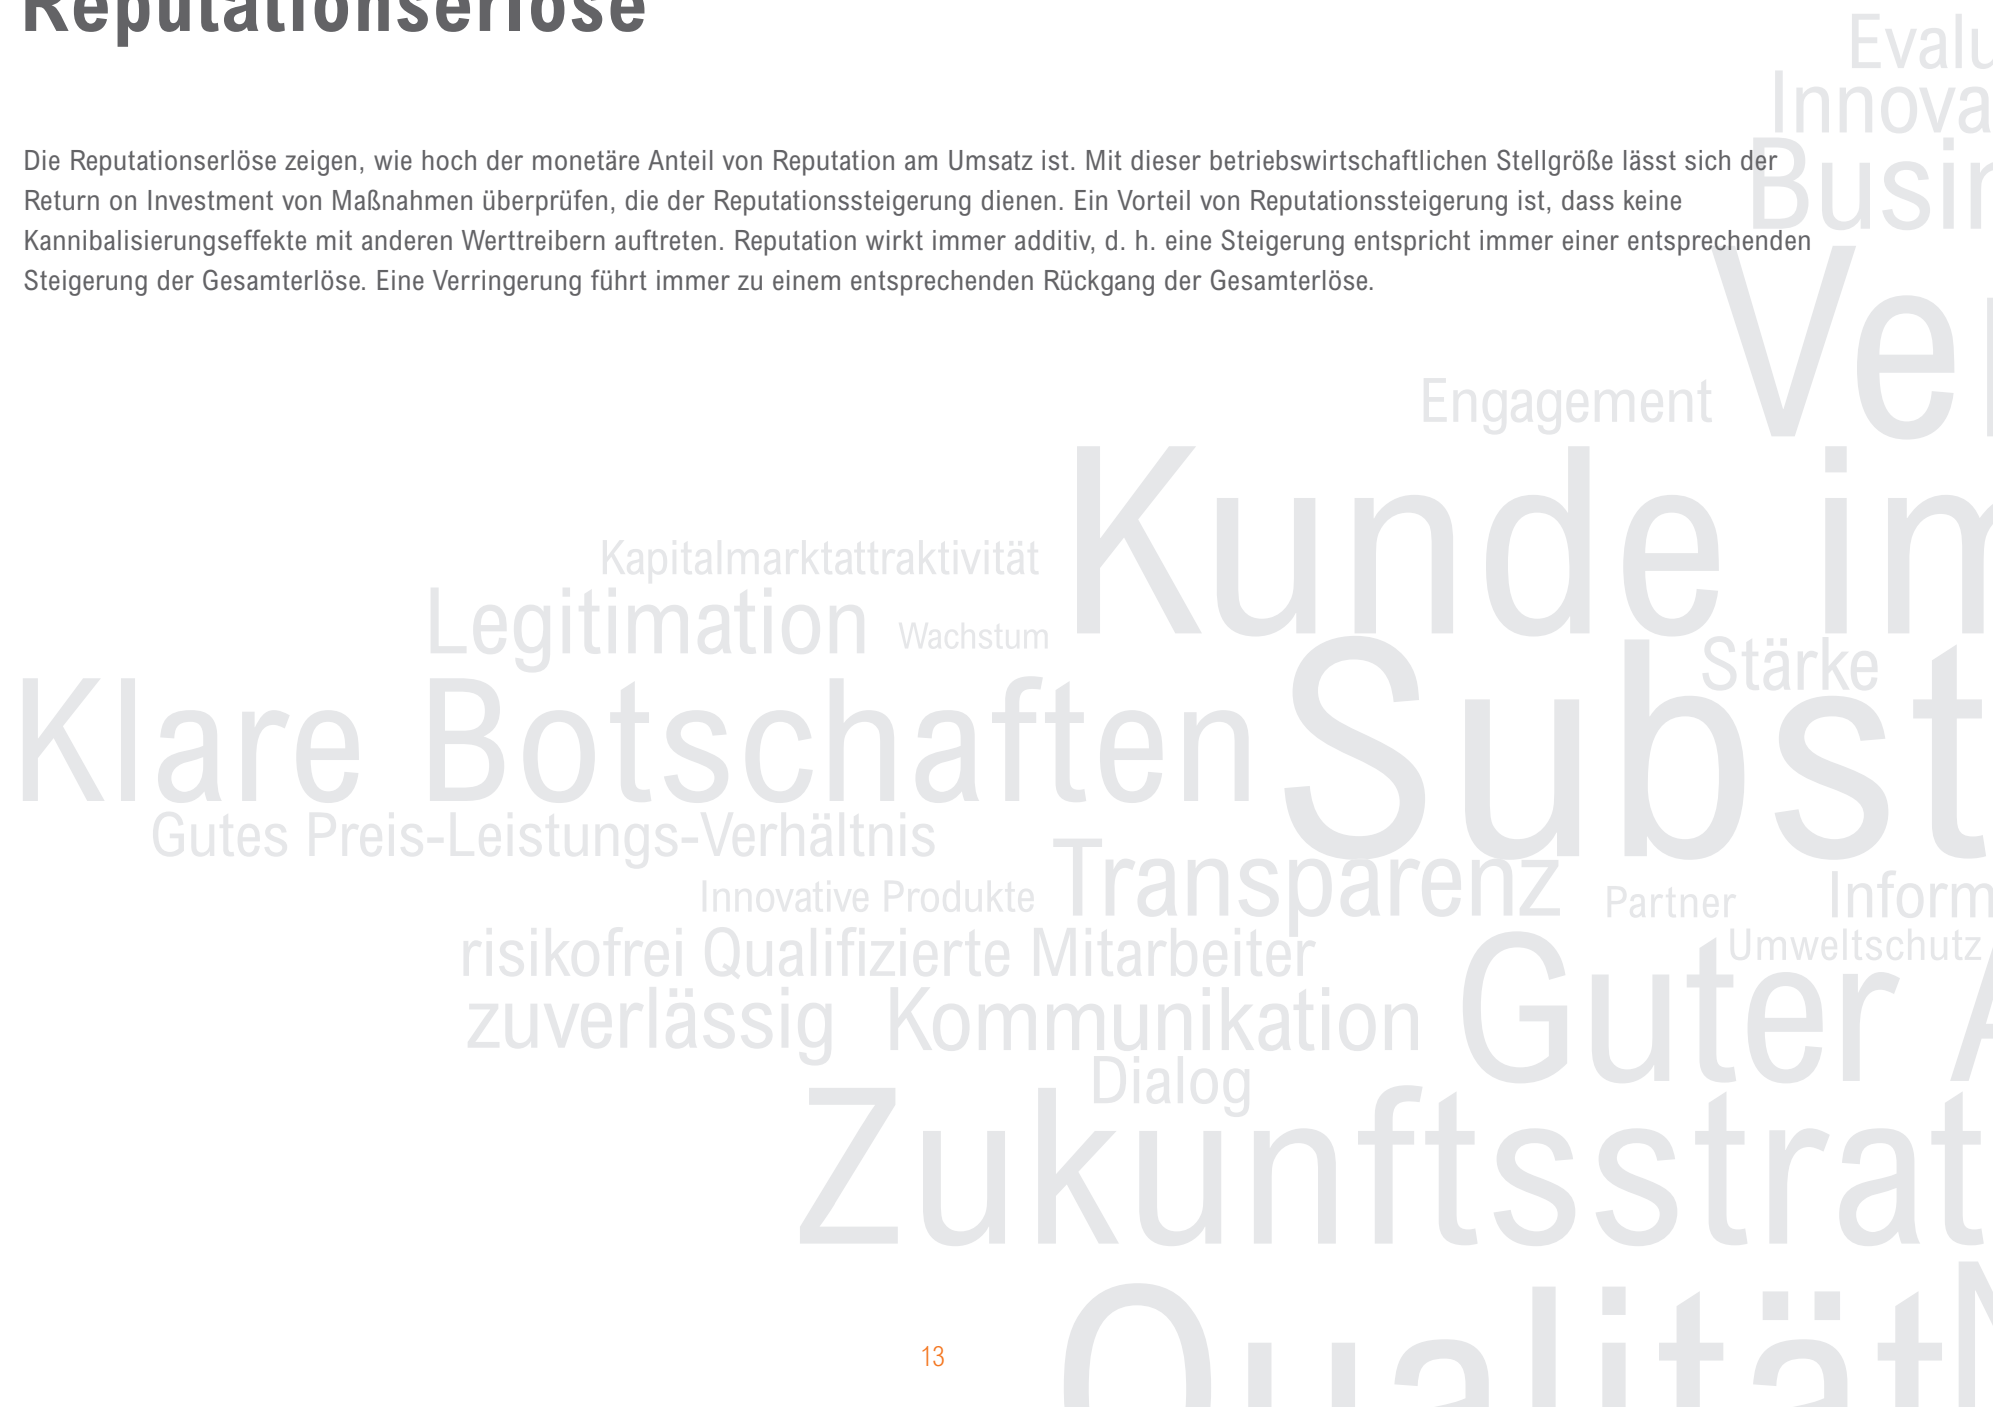 Reputationserlöse
Die Reputationserlöse zeigen, wie hoch der monetäre Anteil von Reputation am Umsatz ist. Mit dieser betriebswirtschaftlichen Stellgröße lässt sich der
Return on Investment von Maßnahmen überprüfen, die der Reputationssteigerung dienen. Ein Vorteil von Reputationssteigerung ist, dass keine
Kannibalisierungseffekte mit anderen Werttreibern auftreten. Reputation wirkt immer additiv, d. h. eine Steigerung entspricht immer einer entsprechenden
Steigerung der Gesamterlöse. Eine Verringerung führt immer zu einem entsprechenden Rückgang der Gesamterlöse.
Evalu
Innova
Busin
Ver
Engagement
Kunde im
Kapitalmarktattraktivität
Legitimation Wachstum
Stärke
Klare Botschaften Subst
Gutes Preis-Leistungs-Verhältnis
Innovative Produkte Transparenz Partner Inform
risikofrei Qualifizierte Mitarbeiter Umweltschutz
zuverlässig Kommunikation Guter A
Dialog
Zukunftsstrat
Qualität
13